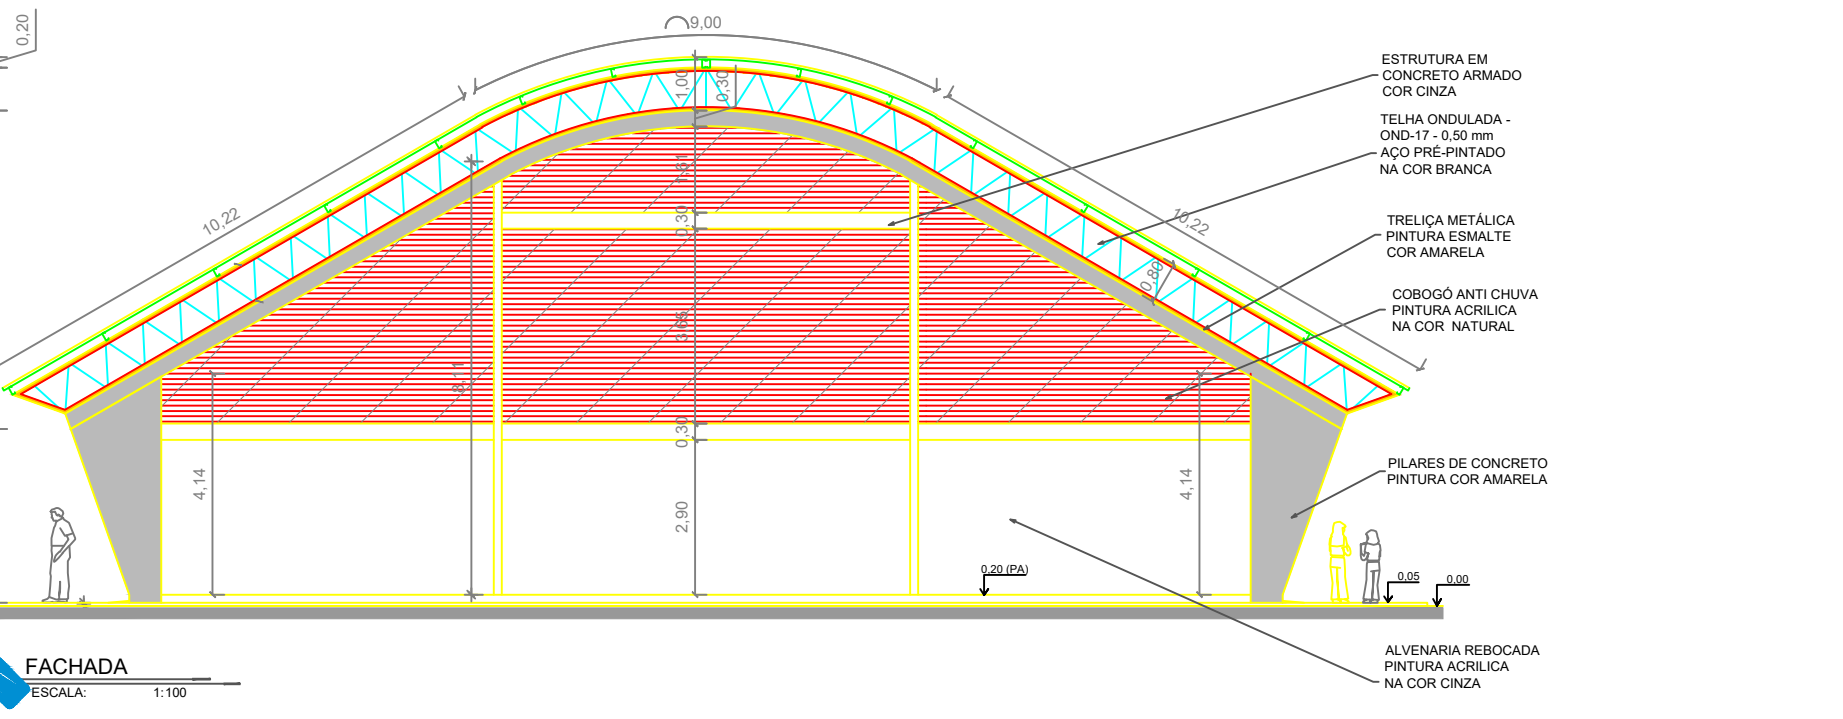 0,20
9,00
ESTRUTURA EM
CONCRETO ARMADO
COR CINZA
1,00
0,30
TELHA ONDULADA -
OND-17 - 0,50 mm
AÇO PRÉ-PINTADO
NA COR BRANCA
1,61
10,22
0,30
10,22
TRELIÇA METÁLICA
PINTURA ESMALTE
COR AMARELA
0,80
COBOGÓ ANTI CHUVA
PINTURA ACRILICA
NA COR NATURAL
3,65
8,11
0,30
4,14
4,14
PILARES DE CONCRETO
PINTURA COR AMARELA
2,90
0,20 (PA)
0,05
0,00
ALVENARIA REBOCADA
PINTURA ACRILICA
NA COR CINZA
FACHADA
ESCALA: 1:100